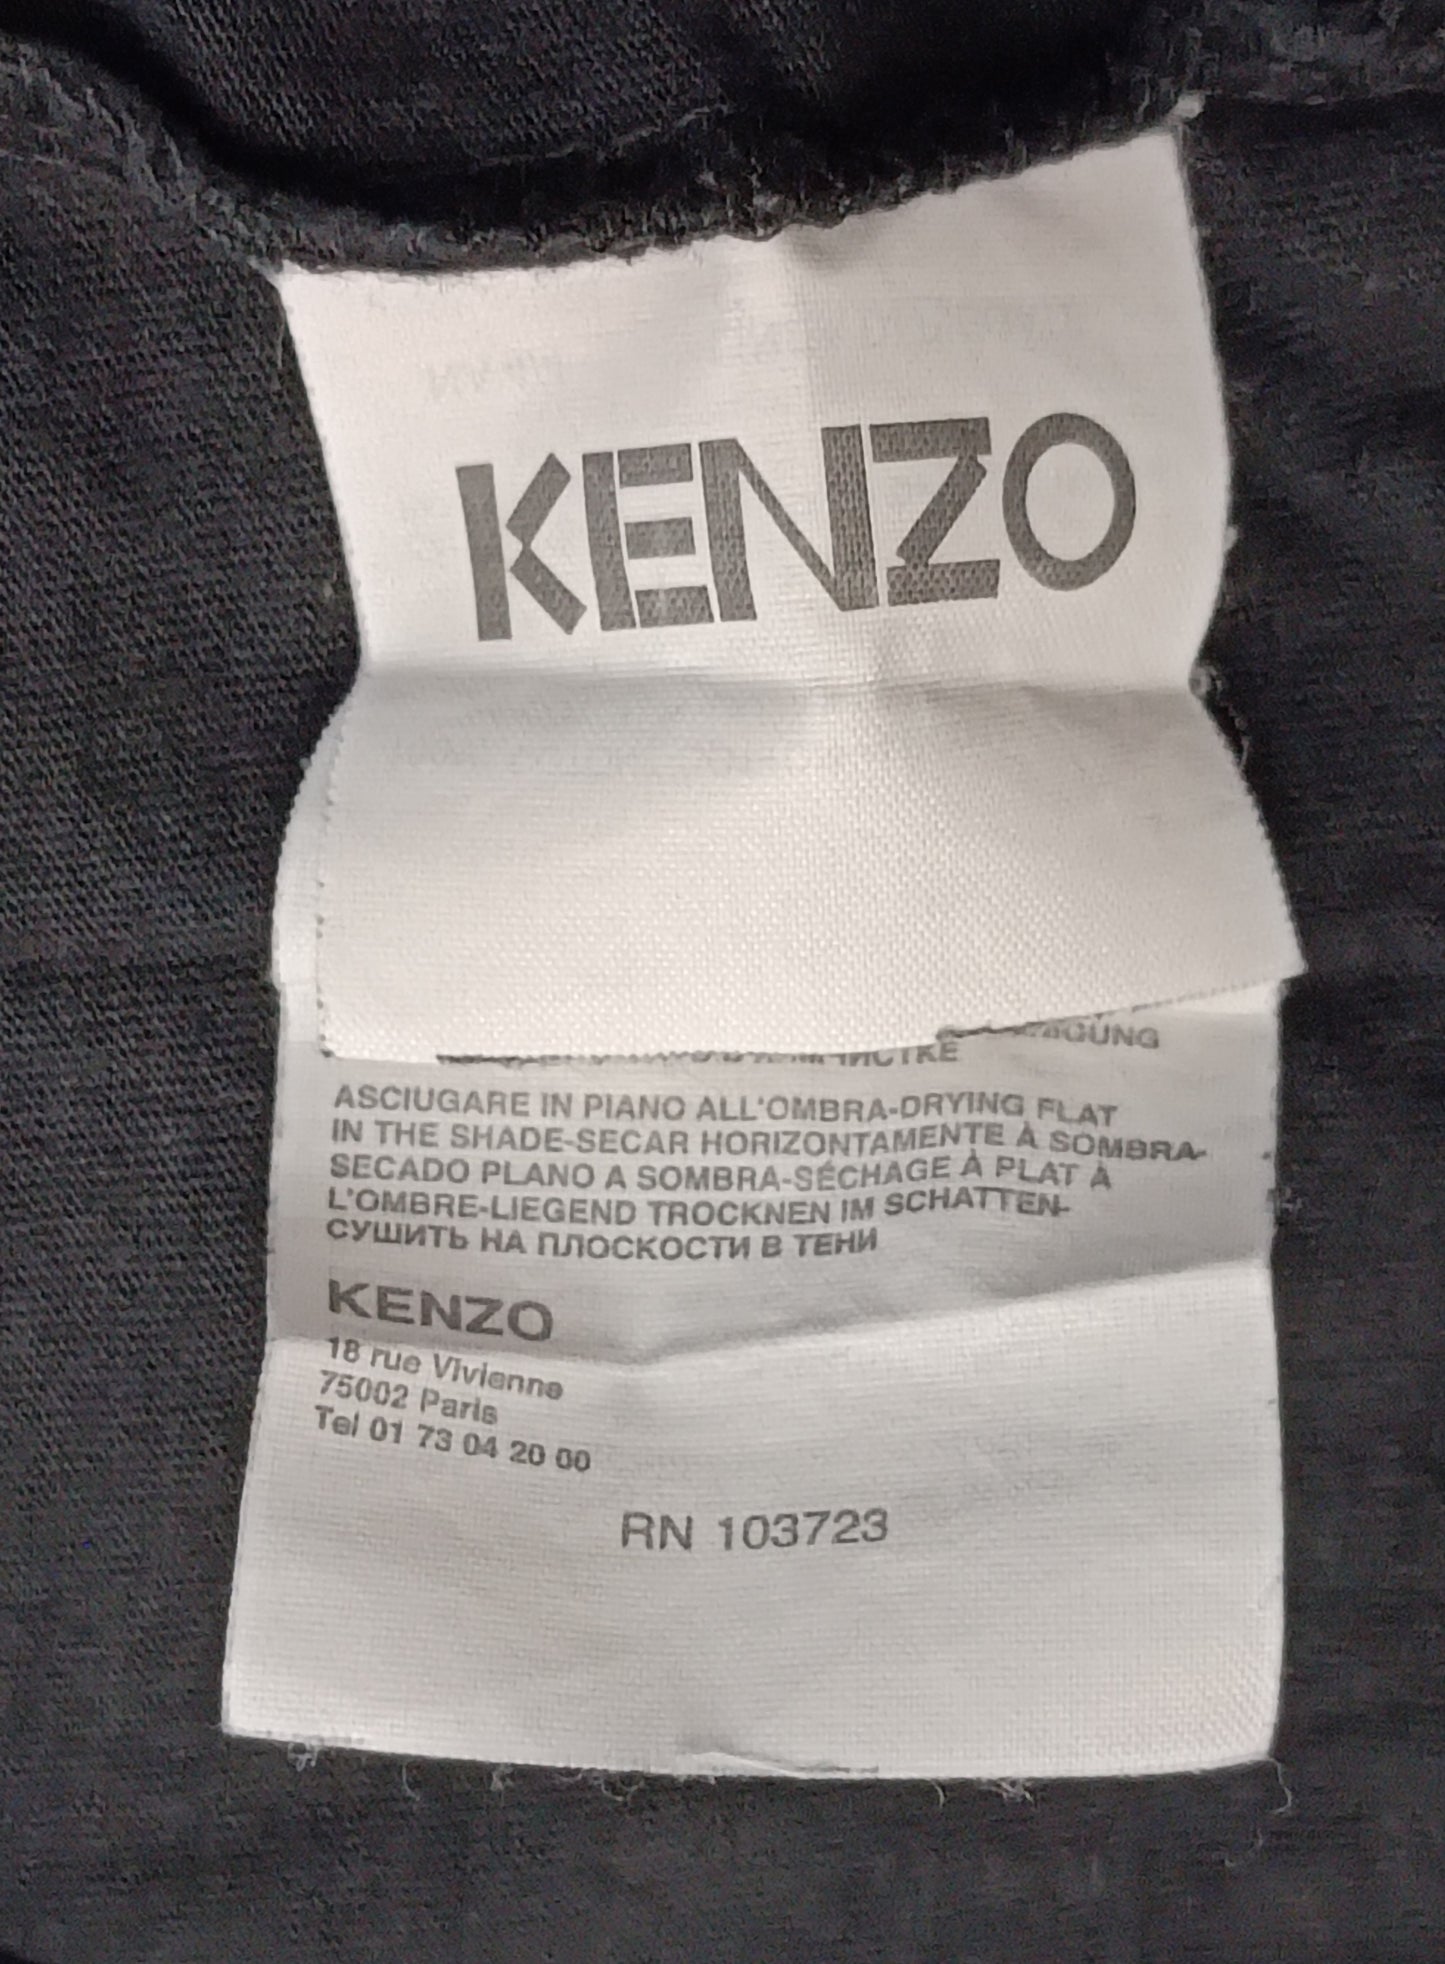 KENZO
ASCIUGARE IN PIANO ALL'OMBRA-DRYING FLAT
IN THE SHADE-SECAR HORIZONTAMENTE À SOMBRA-
SECADO PLANO A SOMBRA-SÉCHAGE À PLAT À
L'OMBRE-LIEGEND TROCKNEN IM SCHATTEN-
СУШИТЬ НА ПЛОСКОСТИ В ТЕНИ
KENZO
18 rue Vivienne
75002 Paris
Tel 01 73 04 20 00
RN 103723